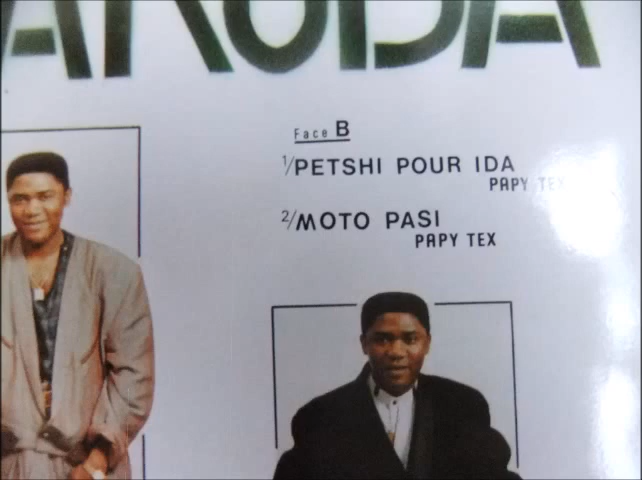 Face B
1/PETSHI POUR IDA
PAPY TEX
2/MOTO PASI
PAPY TEX